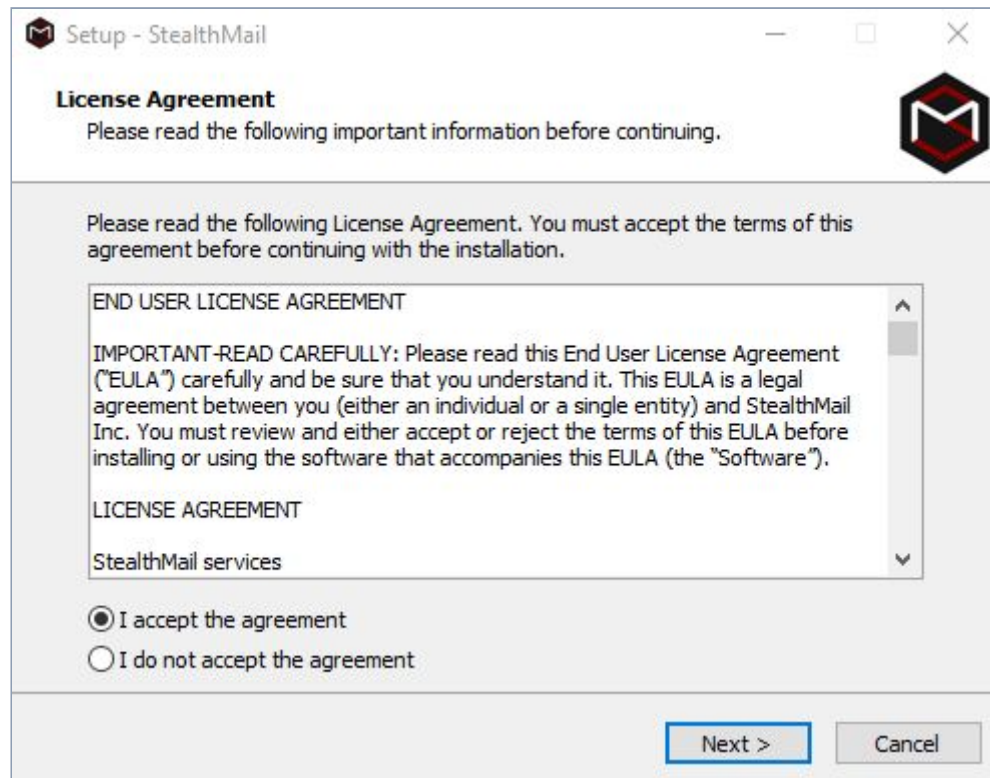 Setup - StealthMail
License Agreement
Please read the following important information before continuing.
Please read the following License Agreement. You must accept the terms of this
agreement before continuing with the installation.
END USER LICENSE AGREEMENT
IMPORTANT-READ CAREFULLY: Please read this End User License Agreement
(“EULA”) carefully and be sure that you understand it. This EULA is a legal
agreement between you (either an individual or a single entity) and StealthMail
Inc. You must review and either accept or reject the terms of this EULA before
installing or using the software that accompanies this EULA (the “Software”).
LICENSE AGREEMENT
StealthMail services
I accept the agreement
I do not accept the agreement
Next >
Cancel